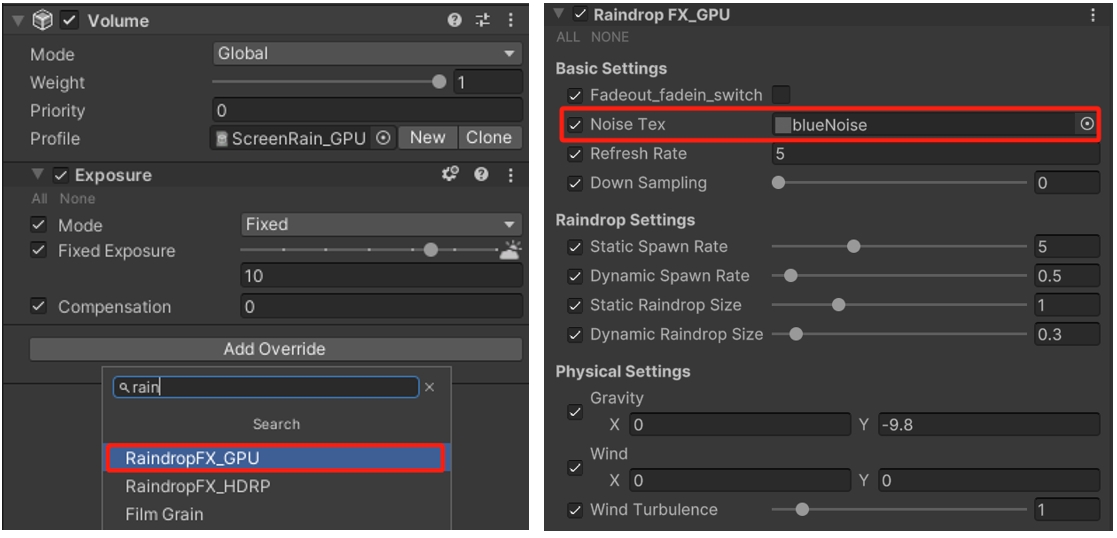 Volume
Mode Global
Weight 1
Priority 0
Profile ScreenRain_GPU New Clone
Exposure
All None
Mode Fixed
Fixed Exposure
10
Compensation 0
Add Override
rain
Search
RaindropFX_GPU
RaindropFX_HDRP
Film Grain
Raindrop FX_GPU
ALL NONE
Basic Settings
Fadeout_fadein_switch
Noise Tex blueNoise
Refresh Rate 5
Down Sampling 0
Raindrop Settings
Static Spawn Rate 5
Dynamic Spawn Rate 0.5
Static Raindrop Size 1
Dynamic Raindrop Size 0.3
Physical Settings
Gravity
X 0 Y -9.8
Wind
X 0 Y 0
Wind Turbulence 1